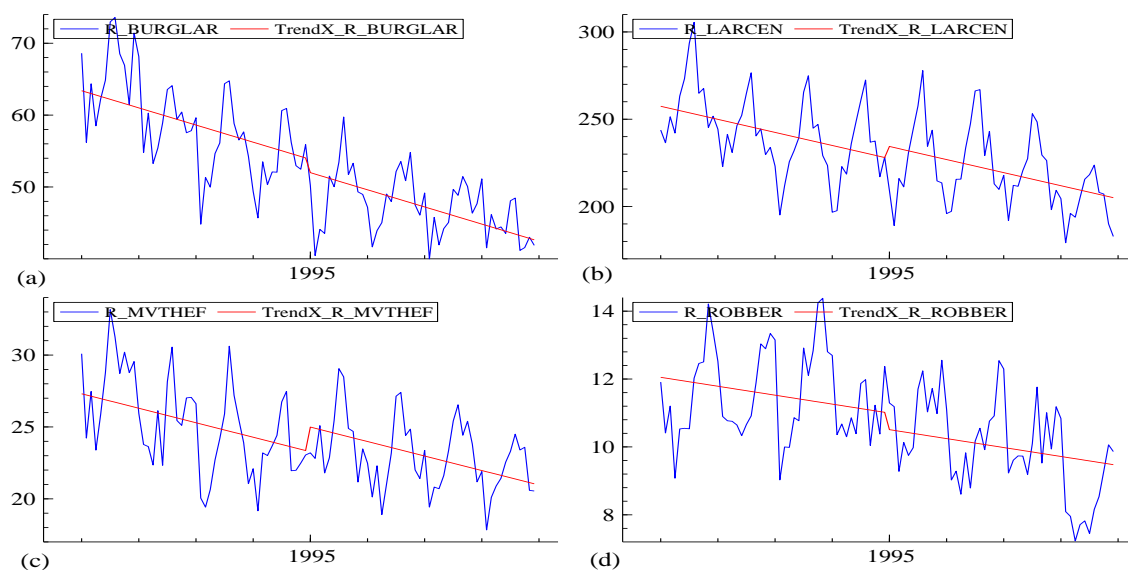 R_BURGLAR TrendX_R_BURGLAR
70
60
50
(a)
1995
R_LARCEN TrendX_R_LARCEN
300
250
200
(b)
1995
R_MVTHEF TrendX_R_MVTHEF
30
25
20
(c)
1995
R_ROBBER TrendX_R_ROBBER
14
12
10
8
(d)
1995